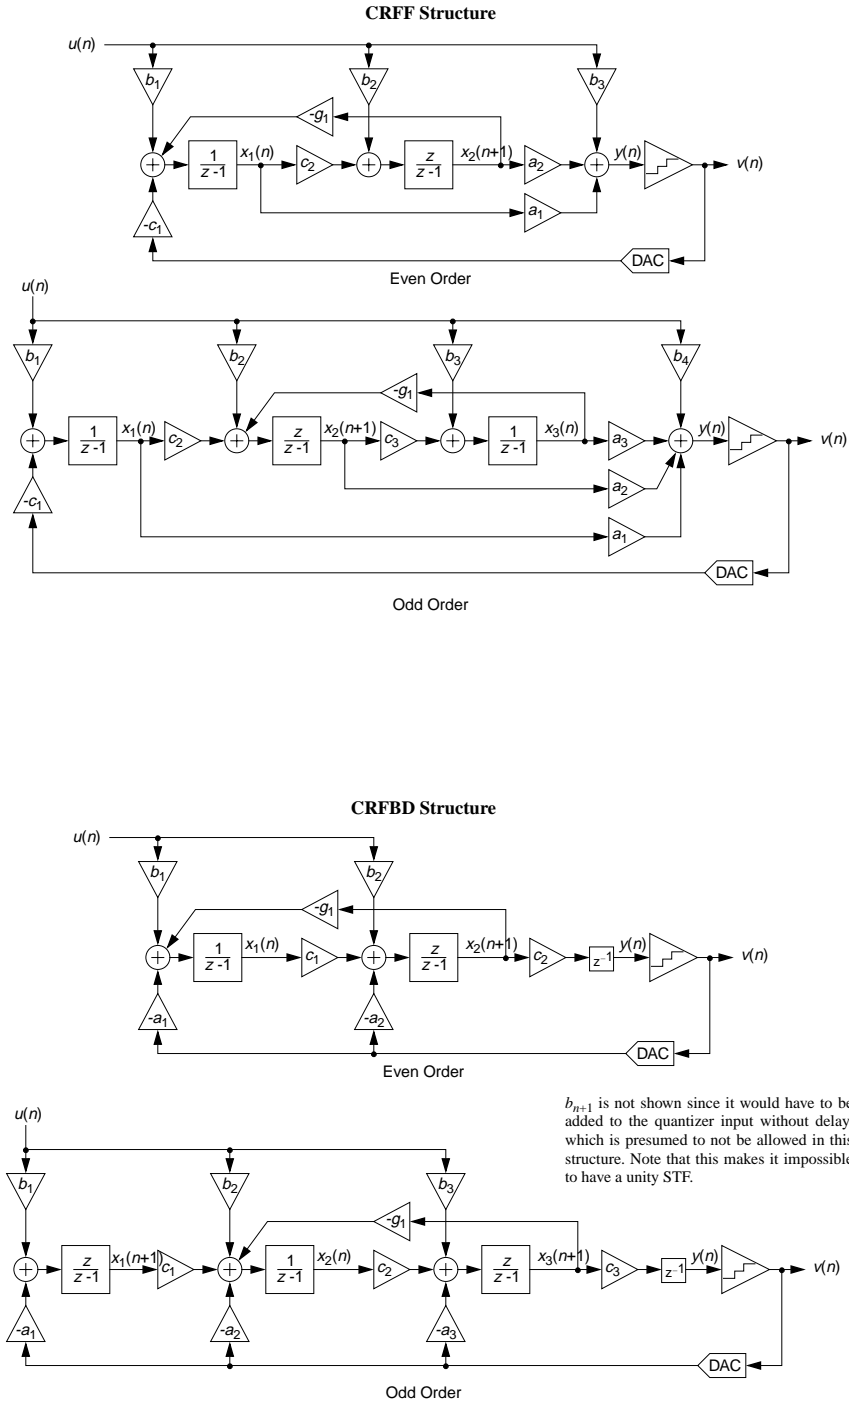 CRFF Structure
u(n)
b1 b2 b3
-g1
1/(z-1) x1(n) c2 z/(z-1) x2(n+1) a2 y(n) v(n)
-c1 a1
DAC
Even Order
u(n)
b1 b2 b3 b4
-g1
1/(z-1) x1(n) c2 z/(z-1) x2(n+1) c3 1/(z-1) x3(n) a3 y(n) v(n)
-c1 a2
a1
DAC
Odd Order
CRFBD Structure
u(n)
b1 b2
-g1
1/(z-1) x1(n) c1 z/(z-1) x2(n+1) c2 z⁻¹ y(n) v(n)
-a1 -a2
DAC
Even Order
bn+1 is not shown since it would have to be
added to the quantizer input without delay
which is presumed to not be allowed in this
structure. Note that this makes it impossible
to have a unity STF.
u(n)
b1 b2 b3
-g1
z/(z-1) x1(n+1) c1 1/(z-1) x2(n) c2 z/(z-1) x3(n+1) c3 z⁻¹ y(n) v(n)
-a1 -a2 -a3
DAC
Odd Order